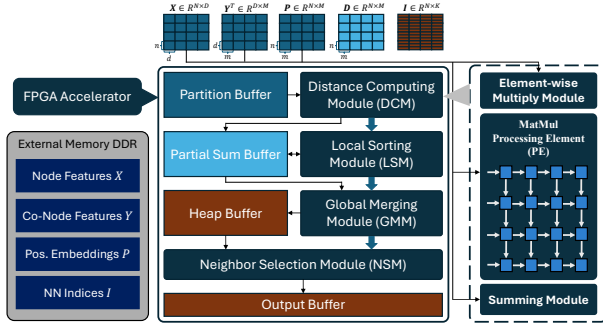 X ∈ R^{N×D} Y^T ∈ R^{D×M} P ∈ R^{N×M} D ∈ R^{N×M} I ∈ R^{N×K}
n d n n
d m m m
FPGA Accelerator
External Memory DDR
Node Features X
Co-Node Features Y
Pos. Embeddings P
NN Indices I
Partition Buffer
Distance Computing
Module (DCM)
Partial Sum Buffer
Local Sorting
Module (LSM)
Heap Buffer
Global Merging
Module (GMM)
Neighbor Selection Module (NSM)
Output Buffer
Element-wise
Multiply Module
MatMul
Processing Element
(PE)
Summing Module